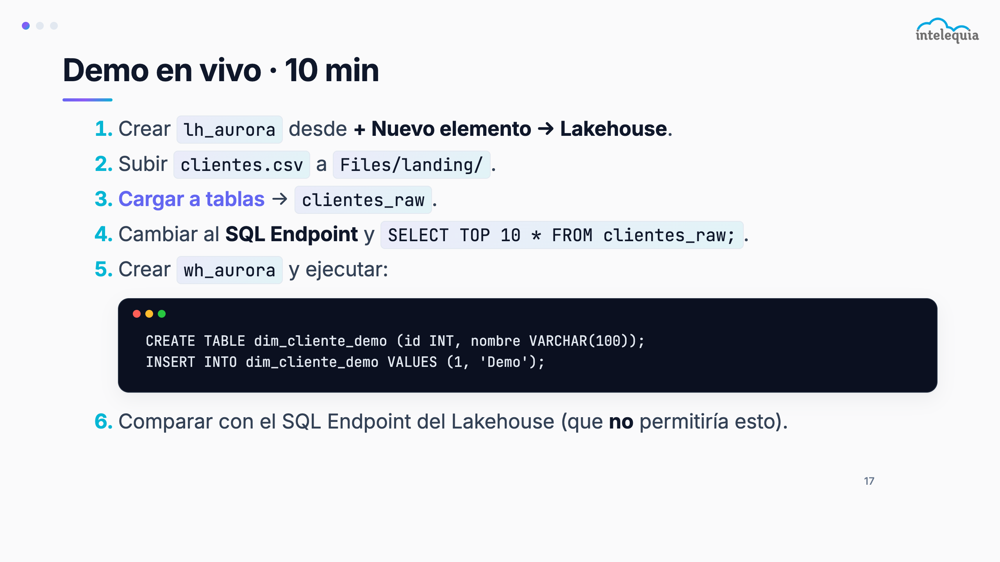 intelequia
Demo en vivo · 10 min
1. Crear lh_aurora desde + Nuevo elemento → Lakehouse.
2. Subir clientes.csv a Files/landing/.
3. Cargar a tablas → clientes_raw.
4. Cambiar al SQL Endpoint y SELECT TOP 10 * FROM clientes_raw;.
5. Crear wh_aurora y ejecutar:
CREATE TABLE dim_cliente_demo (id INT, nombre VARCHAR(100));
INSERT INTO dim_cliente_demo VALUES (1, 'Demo');
6. Comparar con el SQL Endpoint del Lakehouse (que no permitiría esto).
17